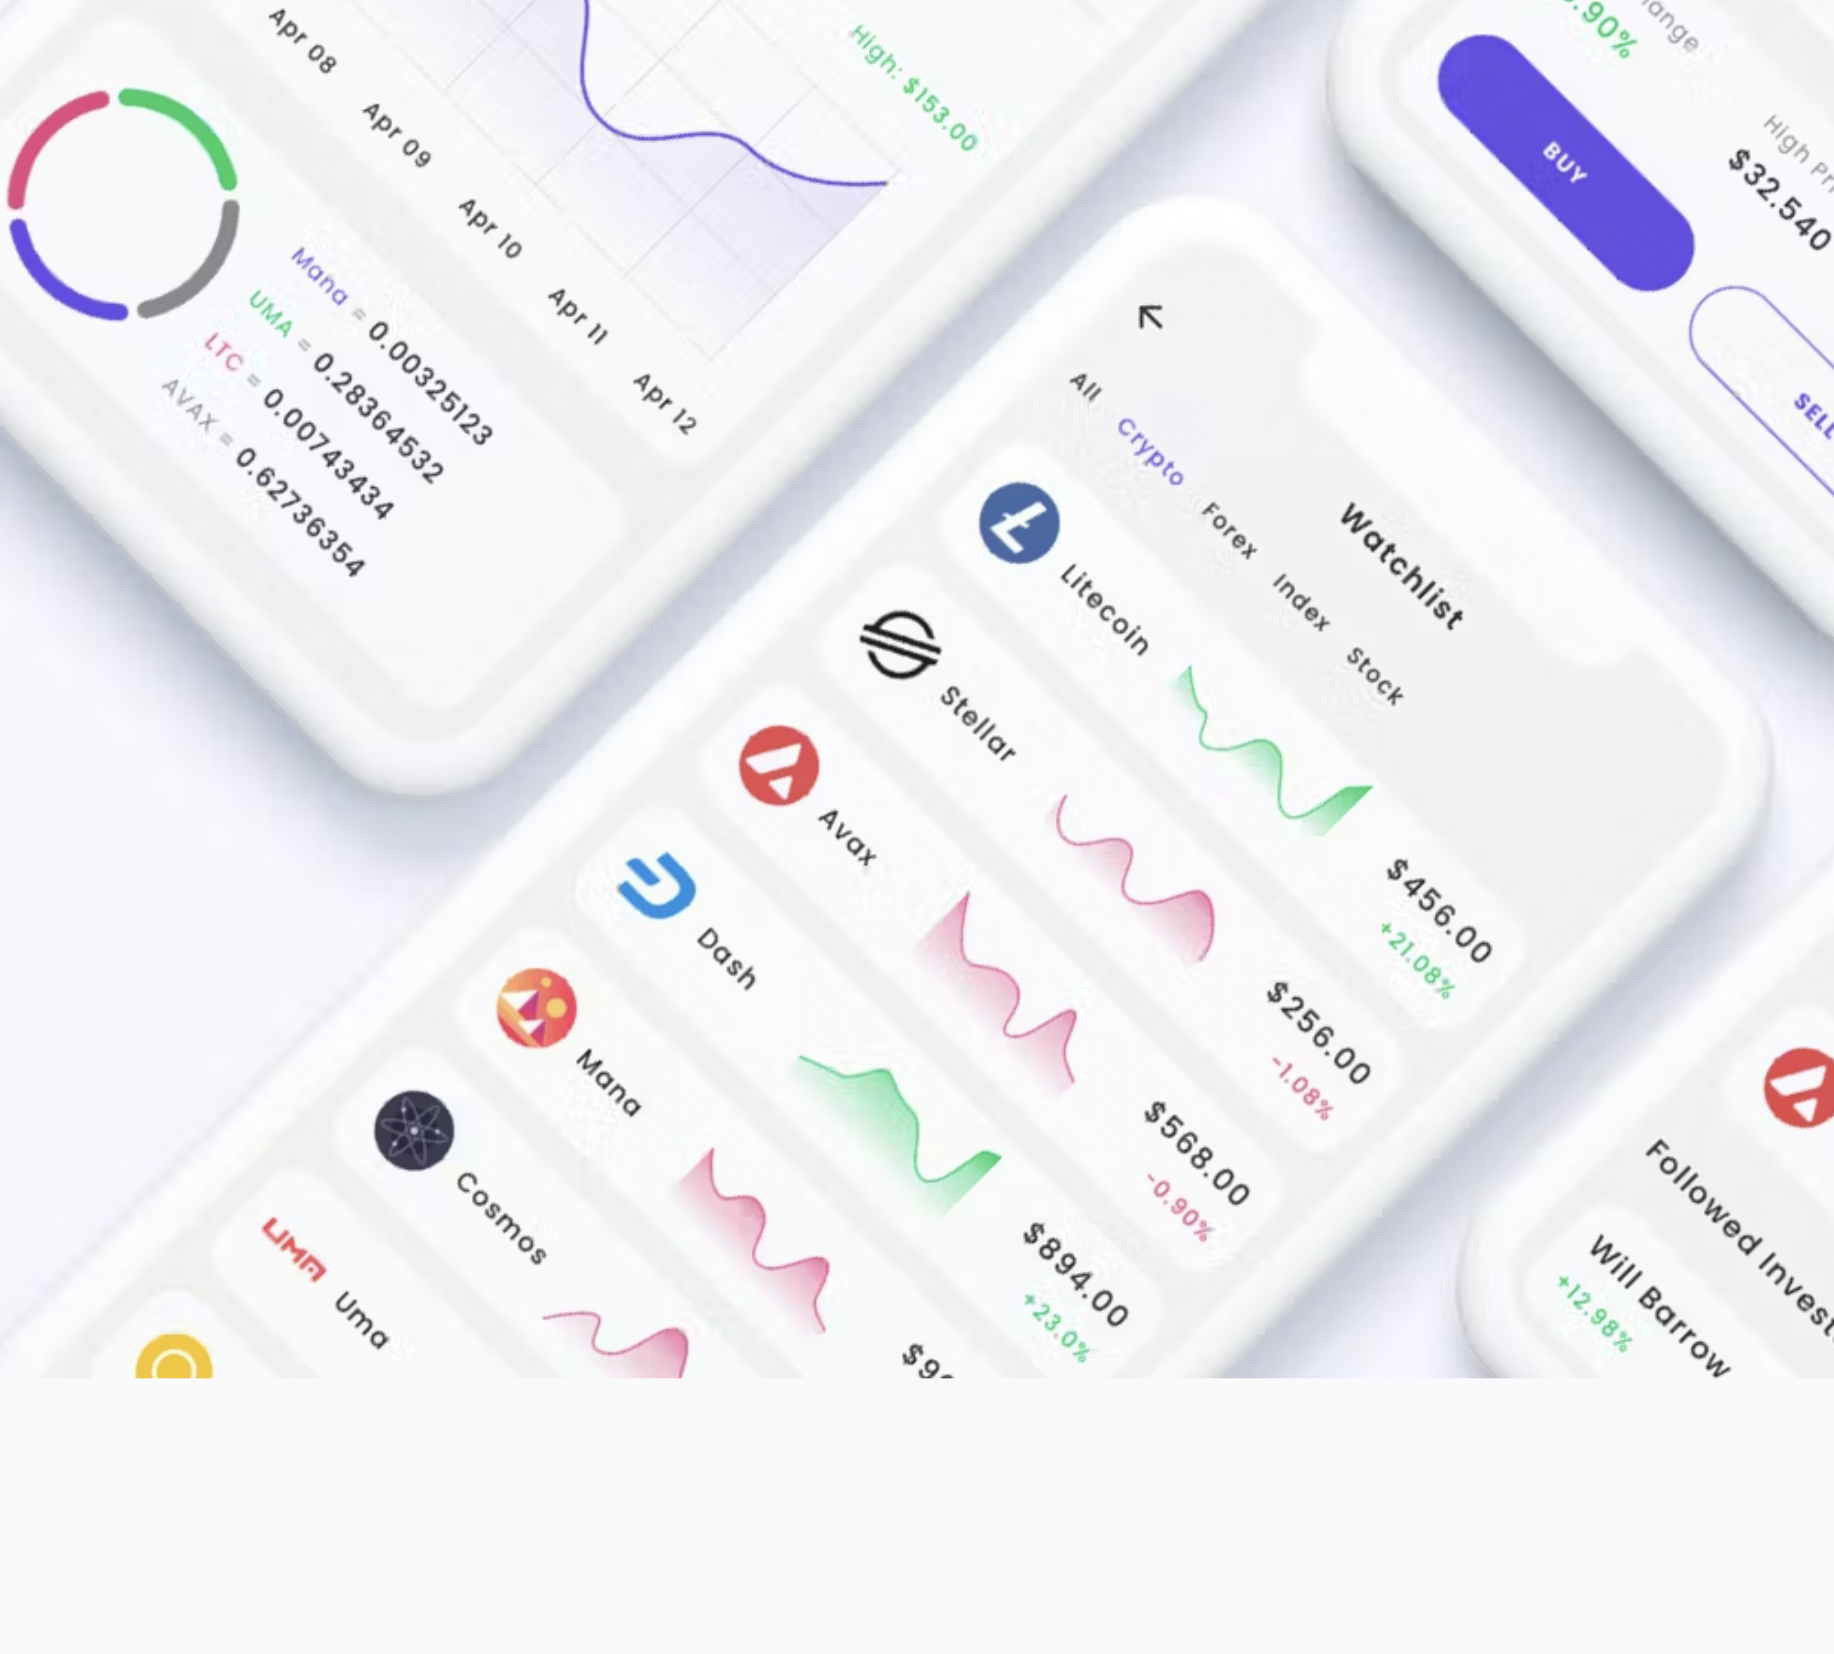 High: $153.00
Apr 08
Apr 09
Apr 10
Apr 11
Apr 12
Mana = 0.00325123
UMA = 0.28364532
LTC = 0.00743434
AVAX = 0.62736354
.90%
BUY
$32.540
SELL
Watchlist
All Crypto Forex Index Stock
Litecoin $456.00
+21.08%
Stellar $256.00
-1.08%
Avax $568.00
-0.90%
Dash $894.00
+23.0%
Mana
Cosmos
UMA Uma
Followed
Will Barrow
+12.98%